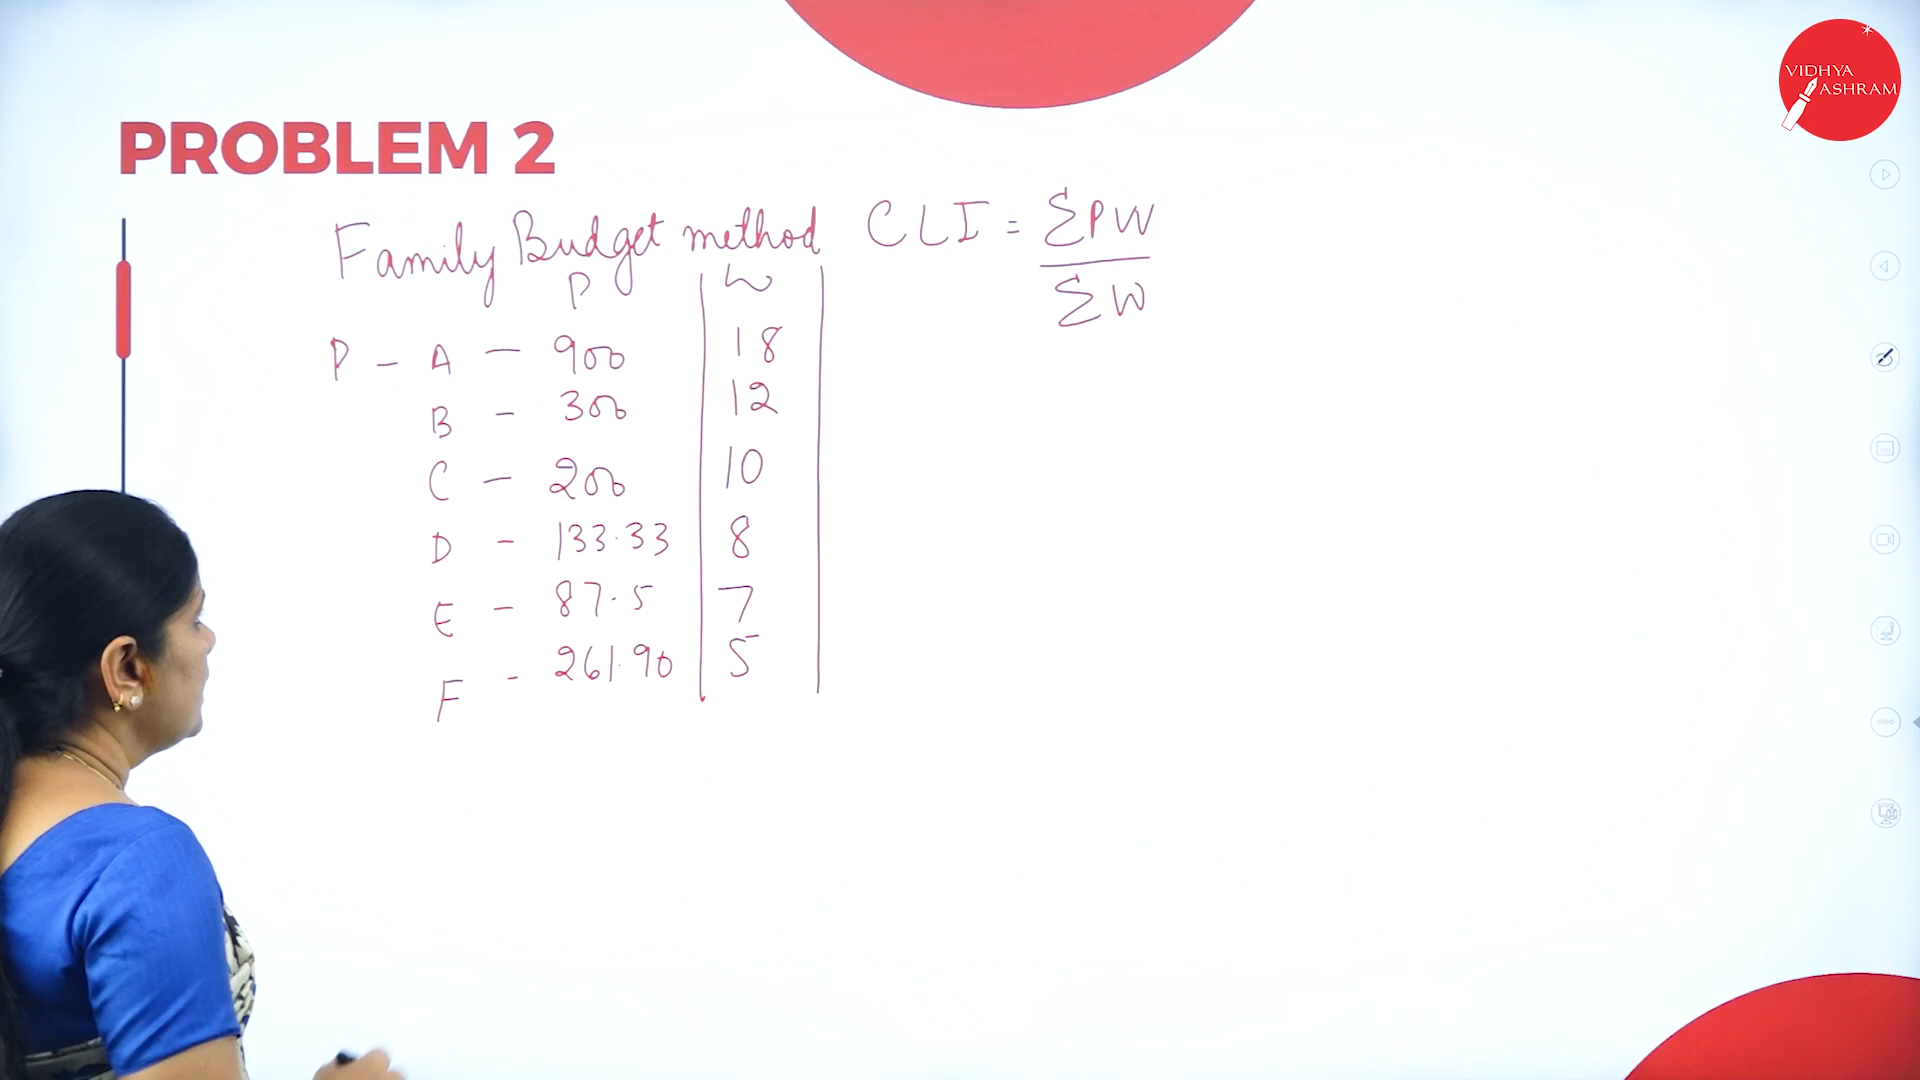 VIDHYA
ASHRAM
PROBLEM 2
Family Budget method CLI = ΣPW
ΣW
P W
P - A - 900 18
B - 300 12
C - 200 10
D - 133.33 8
E - 87.5 7
F - 261.90 5